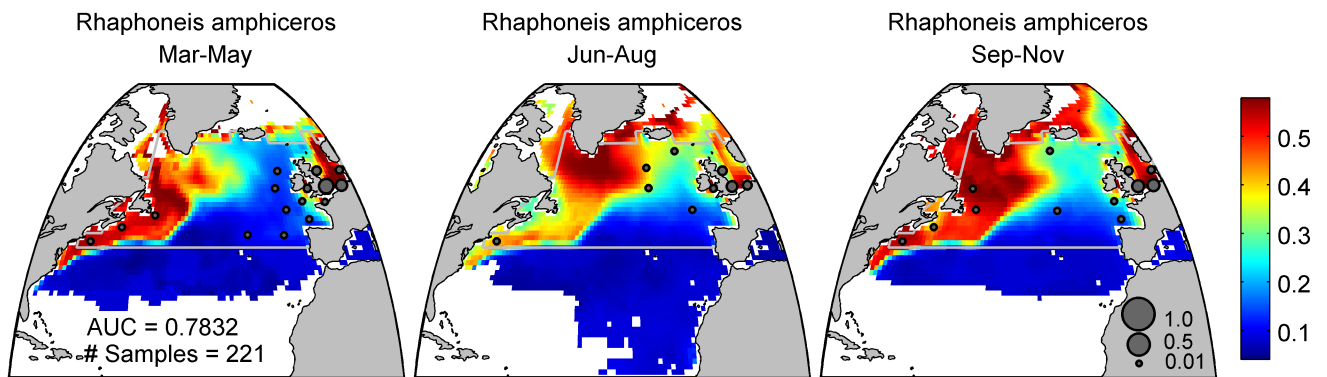 Rhaphoneis amphiceros
Mar-May
Rhaphoneis amphiceros
Jun-Aug
Rhaphoneis amphiceros
Sep-Nov
AUC = 0.7832
# Samples = 221
1.0
0.5
0.01
0.5
0.4
0.3
0.2
0.1